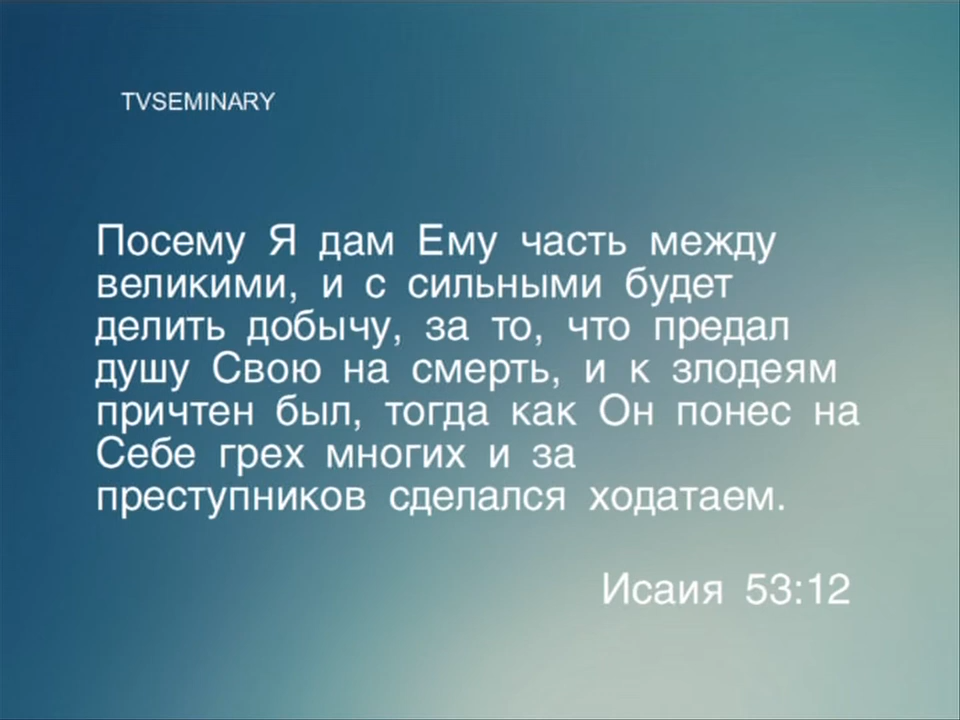 TVSEMINARY
Посему Я дам Ему часть между
великими, и с сильными будет
делить добычу, за то, что предал
душу Свою на смерть, и к злодеям
причтен был, тогда как Он понес на
Себе грех многих и за
преступников сделался ходатаем.
Исаия 53:12